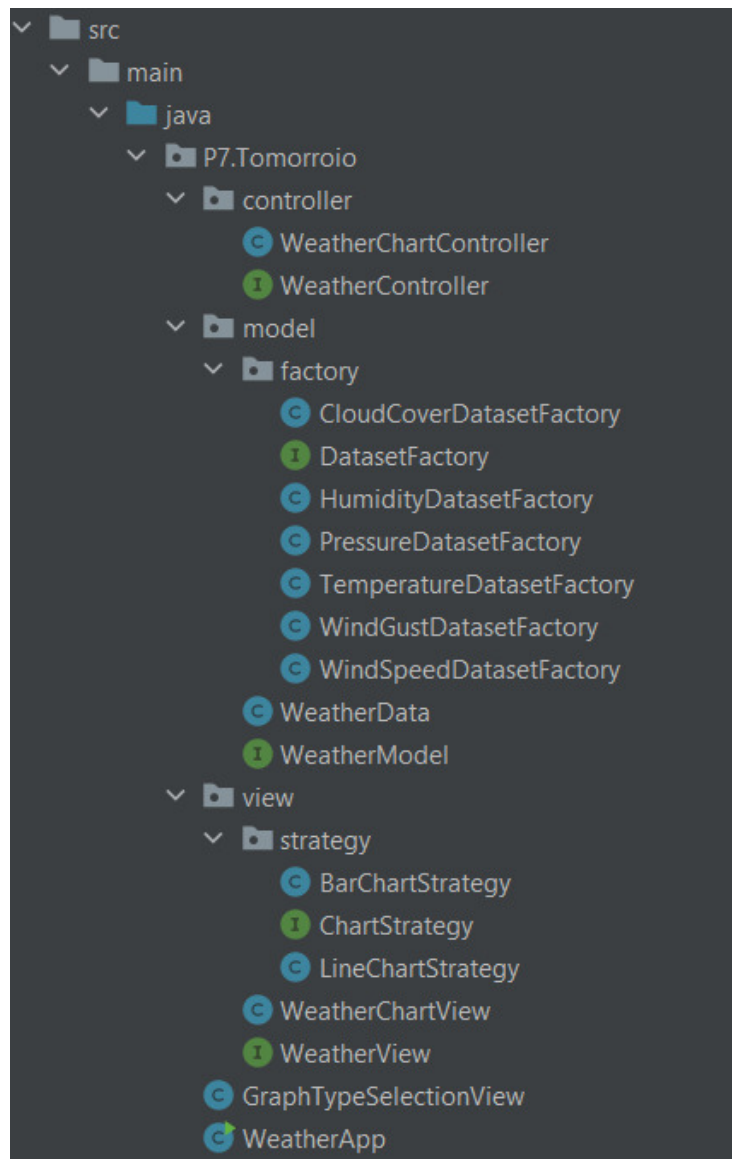 src
main
java
P7.Tomorroio
controller
C WeatherChartController
I WeatherController
model
factory
C CloudCoverDatasetFactory
I DatasetFactory
C HumidityDatasetFactory
C PressureDatasetFactory
C TemperatureDatasetFactory
C WindGustDatasetFactory
C WindSpeedDatasetFactory
C WeatherData
I WeatherModel
view
strategy
C BarChartStrategy
I ChartStrategy
C LineChartStrategy
C WeatherChartView
I WeatherView
C GraphTypeSelectionView
C WeatherApp